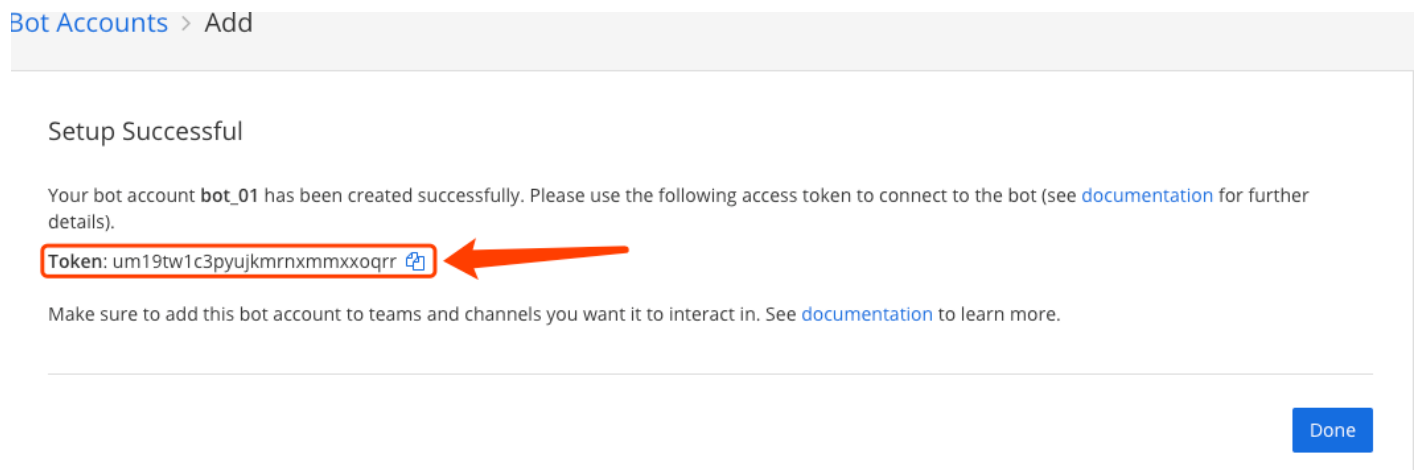 Bot Accounts > Add
Setup Successful
Your bot account bot_01 has been created successfully. Please use the following access token to connect to the bot (see documentation for further
details).
Token: um19tw1c3pyujkmrnxmmxxoqrr
Make sure to add this bot account to teams and channels you want it to interact in. See documentation to learn more.
Done